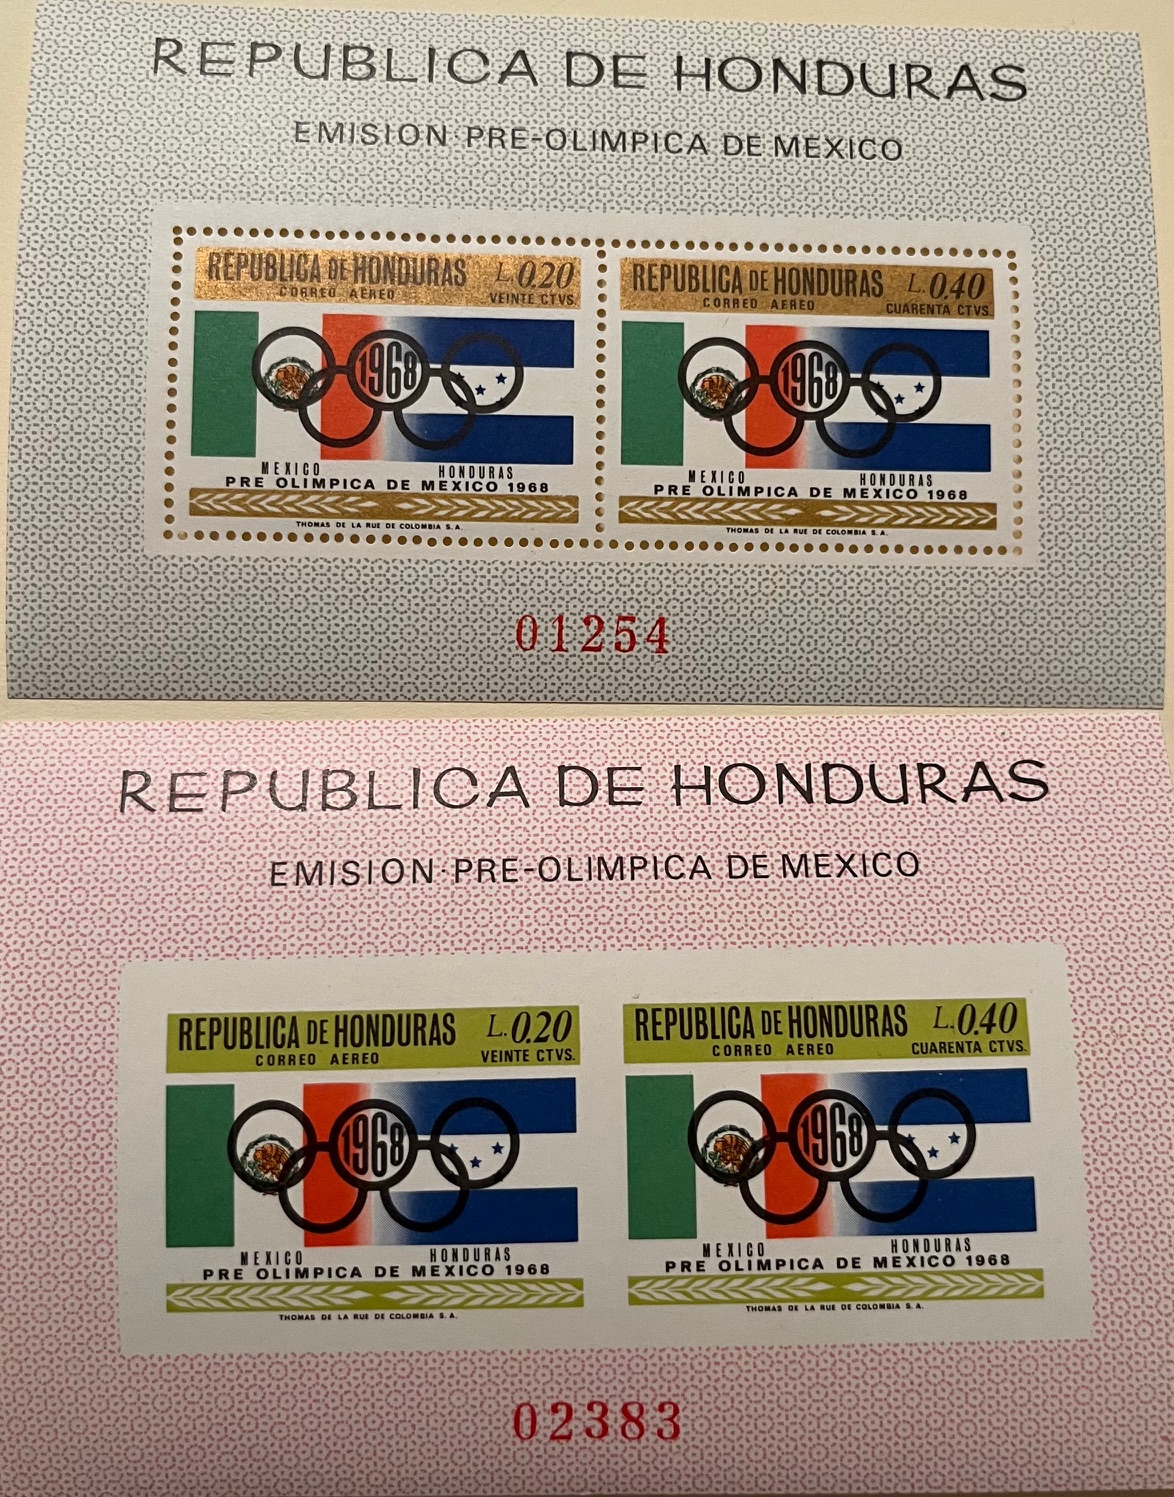 REPUBLICA DE HONDURAS
EMISION·PRE-OLIMPICA DE MEXICO
REPUBLICA DE HONDURAS L.0.20
CORREO AEREO VEINTE CTVS.
1968
MEXICO HONDURAS
PRE OLIMPICA DE MEXICO 1968
THOMAS DE LA RUE DE COLOMBIA S.A.
REPUBLICA DE HONDURAS L.0.40
CORREO AEREO CUARENTA CTVS.
1968
MEXICO HONDURAS
PRE OLIMPICA DE MEXICO 1968
THOMAS DE LA RUE DE COLOMBIA S.A.
01254
REPUBLICA DE HONDURAS
EMISION·PRE-OLIMPICA DE MEXICO
REPUBLICA DE HONDURAS L.0.20
CORREO AEREO VEINTE CTVS.
1968
MEXICO HONDURAS
PRE OLIMPICA DE MEXICO 1968
THOMAS DE LA RUE DE COLOMBIA S.A.
REPUBLICA DE HONDURAS L.0.40
CORREO AEREO CUARENTA CTVS.
1968
MEXICO HONDURAS
PRE OLIMPICA DE MEXICO 1968
THOMAS DE LA RUE DE COLOMBIA S.A.
02383